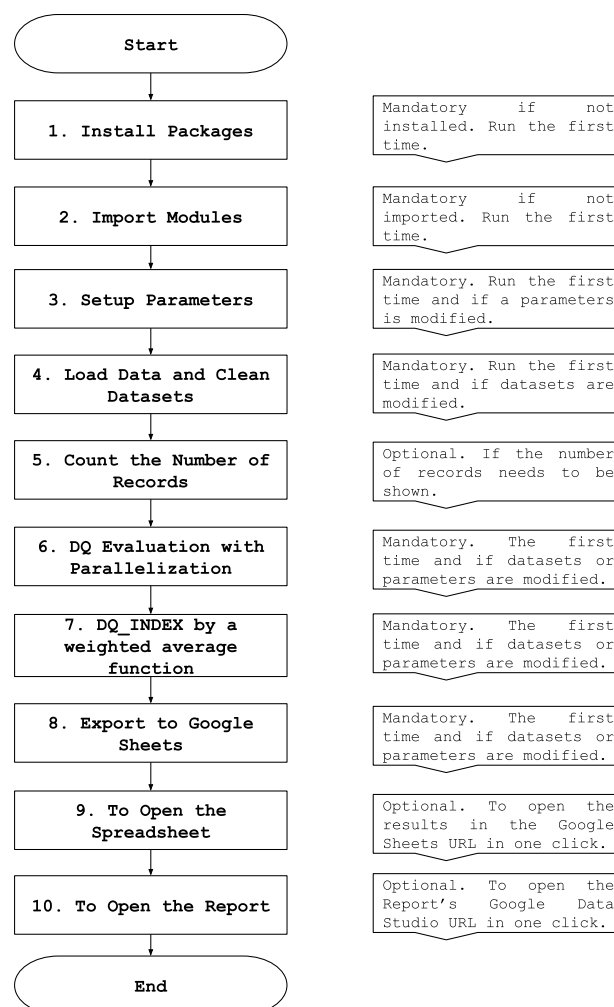 Start
1. Install Packages
Mandatory if not
installed. Run the first
time.
2. Import Modules
Mandatory if not
imported. Run the first
time.
3. Setup Parameters
Mandatory. Run the first
time and if a parameters
is modified.
4. Load Data and Clean
Datasets
Mandatory. Run the first
time and if datasets are
modified.
5. Count the Number of
Records
Optional. If the number
of records needs to be
shown.
6. DQ Evaluation with
Parallelization
Mandatory. The first
time and if datasets or
parameters are modified.
7. DQ_INDEX by a
weighted average
function
Mandatory. The first
time and if datasets or
parameters are modified.
8. Export to Google
Sheets
Mandatory. The first
time and if datasets or
parameters are modified.
9. To Open the
Spreadsheet
Optional. To open the
results in the Google
Sheets URL in one click.
10. To Open the Report
Optional. To open the
Report's Google Data
Studio URL in one click.
End